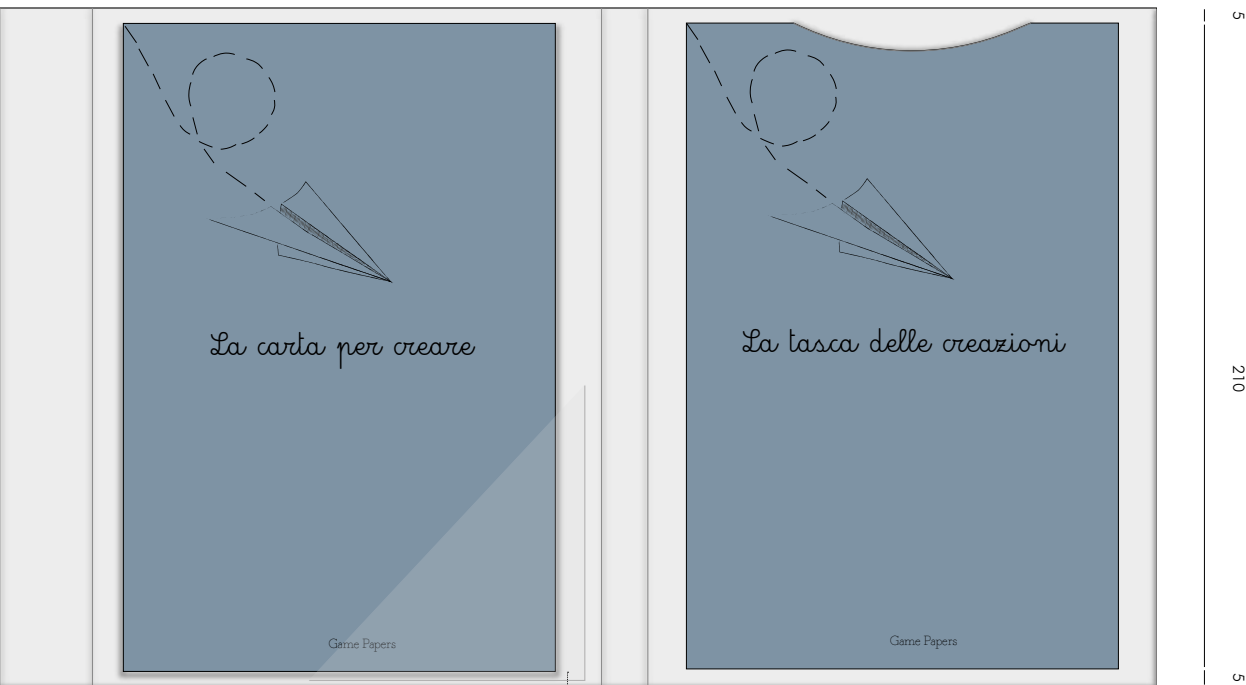 La carta per creare
Game Papers
La tasca delle creazioni
Game Papers
5
210
5